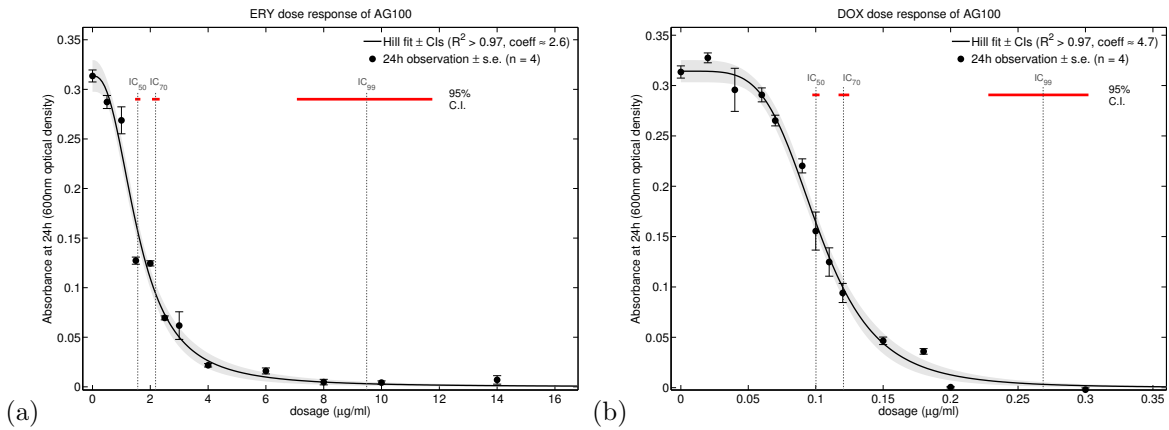 ERY dose response of AG100
0.35
0.3
0.25
0.2
0.15
0.1
0.05
0
Absorbance at 24h (600nm optical density)
Hill fit ± CIs (R² > 0.97, coeff ≈ 2.6)
24h observation ± s.e. (n = 4)
IC₅₀ IC₇₀ IC₉₉
95%
C.I.
0 2 4 6 8 10 12 14 16
dosage (μg/ml)
(a)
DOX dose response of AG100
0.35
0.3
0.25
0.2
0.15
0.1
0.05
0
Absorbance at 24h (600nm optical density)
Hill fit ± CIs (R² > 0.97, coeff ≈ 4.7)
24h observation ± s.e. (n = 4)
IC₅₀ IC₇₀ IC₉₉
95%
C.I.
0 0.05 0.1 0.15 0.2 0.25 0.3 0.35
dosage (μg/ml)
(b)